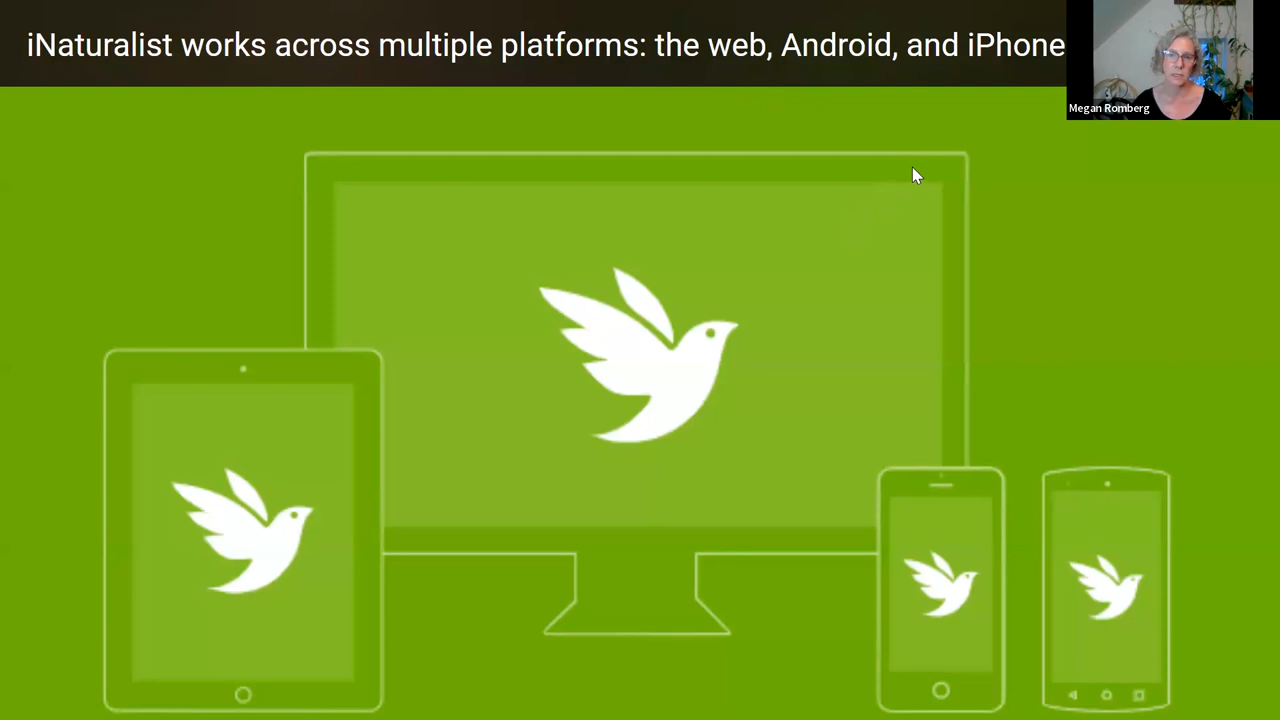 iNaturalist works across multiple platforms: the web, Android, and iPhone
Megan Romberg